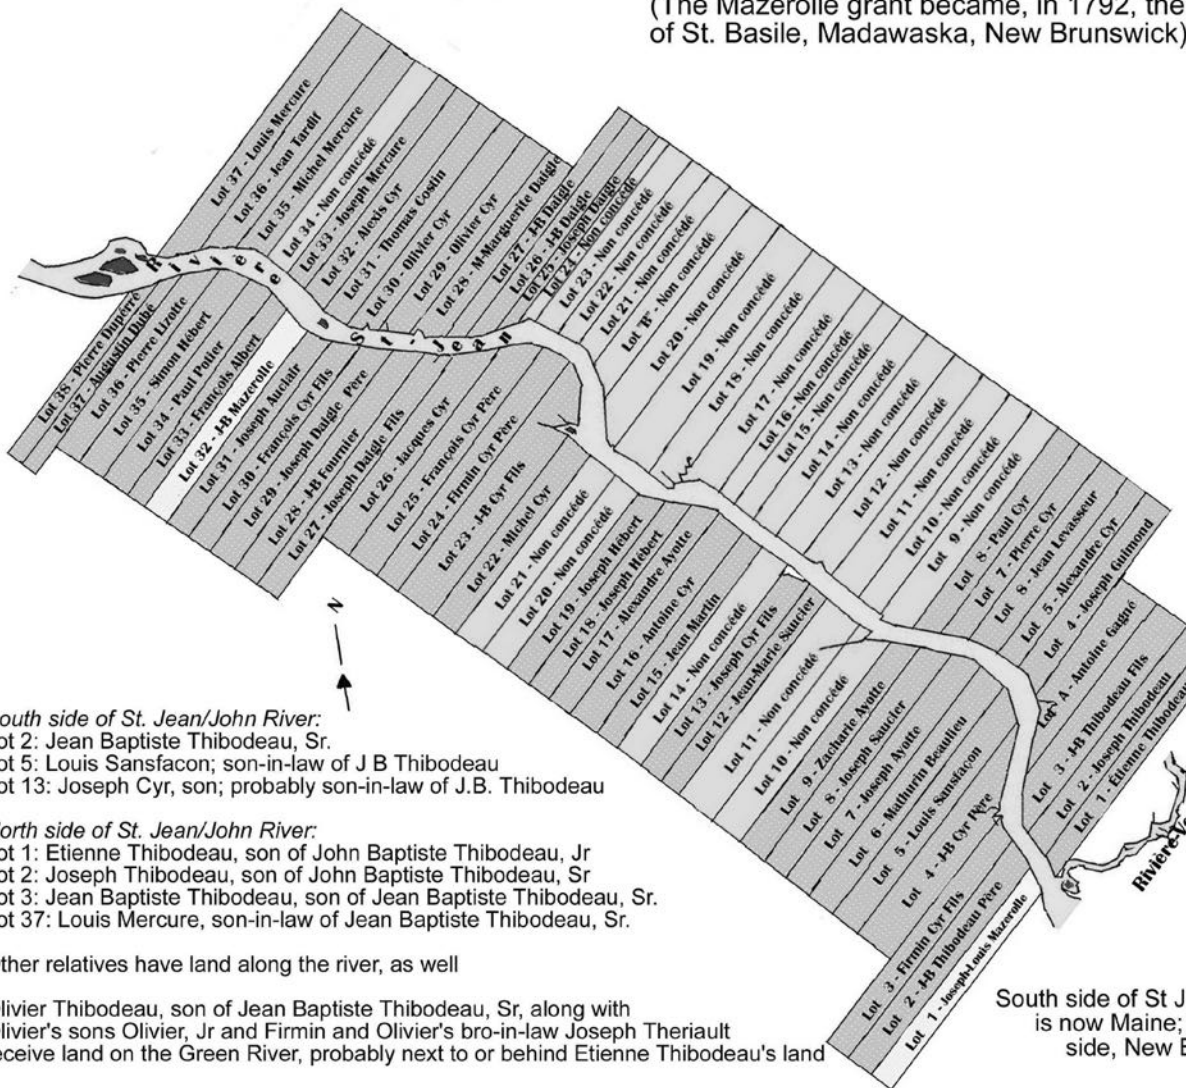 (The Mazerolle grant became, in 1792, the
of St. Basile, Madawaska, New Brunswick)
Lot 37 - Louis Mercure
Lot 36 - Jean Tardif
Lot 35 - Michel Mercure
Lot 34 - Non concédé
Lot 33 - Joseph Mercure
Lot 32 - Alexis Cyr
Lot 31 - Thomas Costin
Lot 30 - Olivier Cyr
Lot 29 - Olivier Cyr
Lot 28 - M-Marguerite Daigle
Lot 27 - J-B Daigle
Lot 26 - J-B Daigle
Lot 25 - Joseph Daigle
Lot 24 - Non concédé
Lot 23 - Non concédé
Lot 22 - Non concédé
Lot 21 - Non concédé
Lot "B" - Non concédé
Lot 20 - Non concédé
Lot 19 - Non concédé
Lot 18 - Non concédé
Lot 17 - Non concédé
Lot 16 - Non concédé
Lot 15 - Non concédé
Lot 14 - Non concédé
Lot 13 - Non concédé
Lot 12 - Non concédé
Lot 11 - Non concédé
Lot 10 - Non concédé
Lot 9 - Non concédé
Lot 8 - Paul Cyr
Lot 7 - Pierre Cyr
Lot 8 - Jean Levasseur
Lot 5 - Alexandre Cyr
Lot 4 - Joseph Guimond
Lot A - Antoine Gagné
Lot 3 - J-B Thibodeau Fils
Lot 2 - Joseph Thibodeau
Lot 1 - Étienne Thibodeau
Rivière St-Jean
Lot 38 - Pierre Dupérré
Lot 37 - Augustin Dubé
Lot 36 - Pierre Lizotte
Lot 35 - Simon Hébert
Lot 34 - Paul Potier
Lot 33 - François Albert
Lot 32 - J-B Mazerolle
Lot 31 - Joseph Auclair
Lot 30 - François Cyr Fils
Lot 29 - Joseph Daigle Père
Lot 28 - J-B Fournier
Lot 27 - Joseph Daigle Fils
Lot 26 - Jacques Cyr
Lot 25 - François Cyr Père
Lot 24 - Firmin Cyr Père
Lot 23 - J-B Cyr Fils
Lot 22 - Michel Cyr
Lot 21 - Non concédé
Lot 20 - Non concédé
Lot 19 - Joseph Hébert
Lot 18 - Joseph Hébert
Lot 17 - Alexandre Ayotte
Lot 16 - Antoine Cyr
Lot 15 - Jean Martin
Lot 14 - Non concédé
Lot 13 - Joseph Cyr Fils
Lot 12 - Jean-Marie Saucier
Lot 11 - Non concédé
Lot 10 - Non concédé
Lot 9 - Zacharie Ayotte
Lot 8 - Joseph Saucier
Lot 7 - Joseph Ayotte
Lot 6 - Mathurin Beaulieu
Lot 5 - Louis Sansfaçon
Lot 4 - J-B Cyr Père
Lot 3 - Firmin Cyr Fils
Lot 2 - J-B Thibodeau Père
Lot 1 - Joseph-Louis Mazerolle
Rivière-Ve
N
outh side of St. Jean/John River:
ot 2: Jean Baptiste Thibodeau, Sr.
ot 5: Louis Sansfacon; son-in-law of J B Thibodeau
ot 13: Joseph Cyr, son; probably son-in-law of J.B. Thibodeau
orth side of St. Jean/John River:
ot 1: Etienne Thibodeau, son of John Baptiste Thibodeau, Jr
ot 2: Joseph Thibodeau, son of John Baptiste Thibodeau, Sr
ot 3: Jean Baptiste Thibodeau, son of Jean Baptiste Thibodeau, Sr.
ot 37: Louis Mercure, son-in-law of Jean Baptiste Thibodeau, Sr.
ther relatives have land along the river, as well
livier Thibodeau, son of Jean Baptiste Thibodeau, Sr, along with
livier's sons Olivier, Jr and Firmin and Olivier's bro-in-law Joseph Theriault
eceive land on the Green River, probably next to or behind Etienne Thibodeau's land
South side of St J
is now Maine;
side, New B